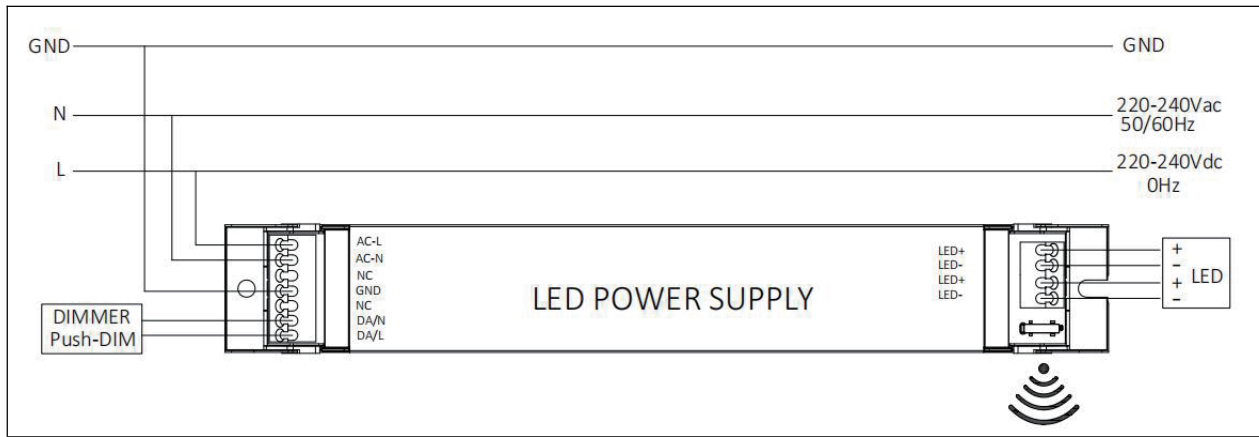 GND
GND
N
220-240Vac
50/60Hz
L
220-240Vdc
0Hz
AC-L
AC-N
NC
GND
NC
DA/N
DA/L
DIMMER
Push-DIM
LED POWER SUPPLY
LED+
LED-
LED+
LED-
+
-
+
-
LED